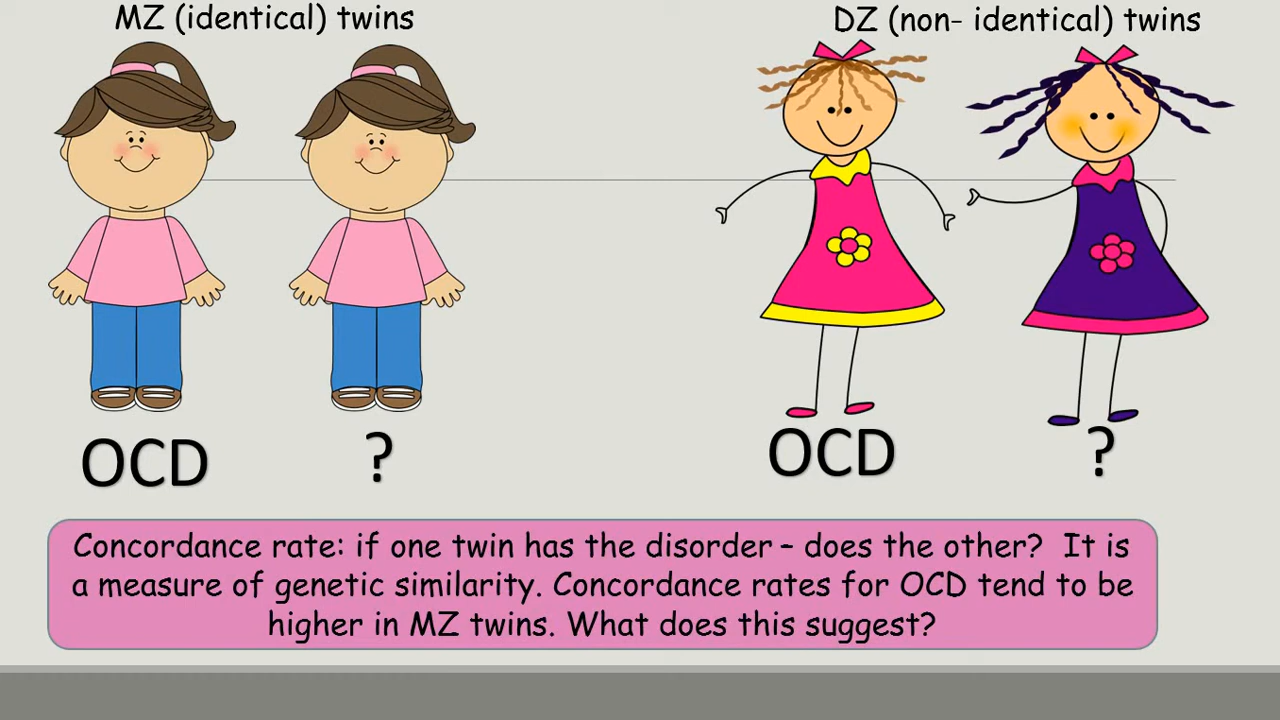 MZ (identical) twins
DZ (non- identical) twins
OCD
?
OCD
?
Concordance rate: if one twin has the disorder – does the other?  It is
a measure of genetic similarity. Concordance rates for OCD tend to be
higher in MZ twins. What does this suggest?